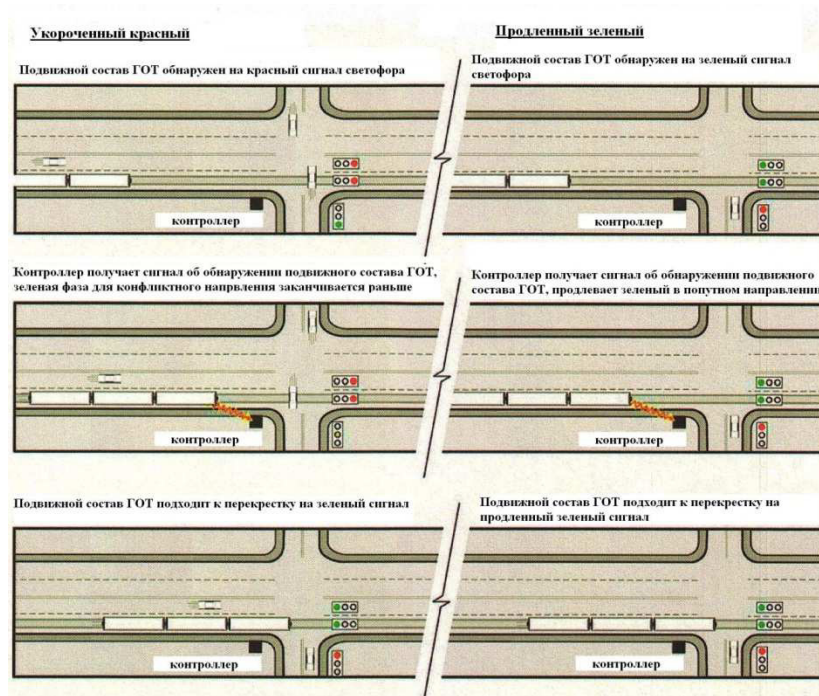 Укороченный красный
Продленный зеленый
Подвижной состав ГОТ обнаружен на красный сигнал светофора
Подвижной состав ГОТ обнаружен на зеленый сигнал
светофора
контроллер
контроллер
Контроллер получает сигнал об обнаружении подвижного состава ГОТ,
зеленая фаза для конфликтного напрвления заканчивается раньше
Контроллер получает сигнал об обнаружении подвижного
состава ГОТ, продлевает зеленый в попутном направлении
контроллер
контроллер
Подвижной состав ГОТ подходит к перекрестку на зеленый сигнал
Подвижной состав ГОТ подходит к перекрестку на
продленный зеленый сигнал
контроллер
контроллер